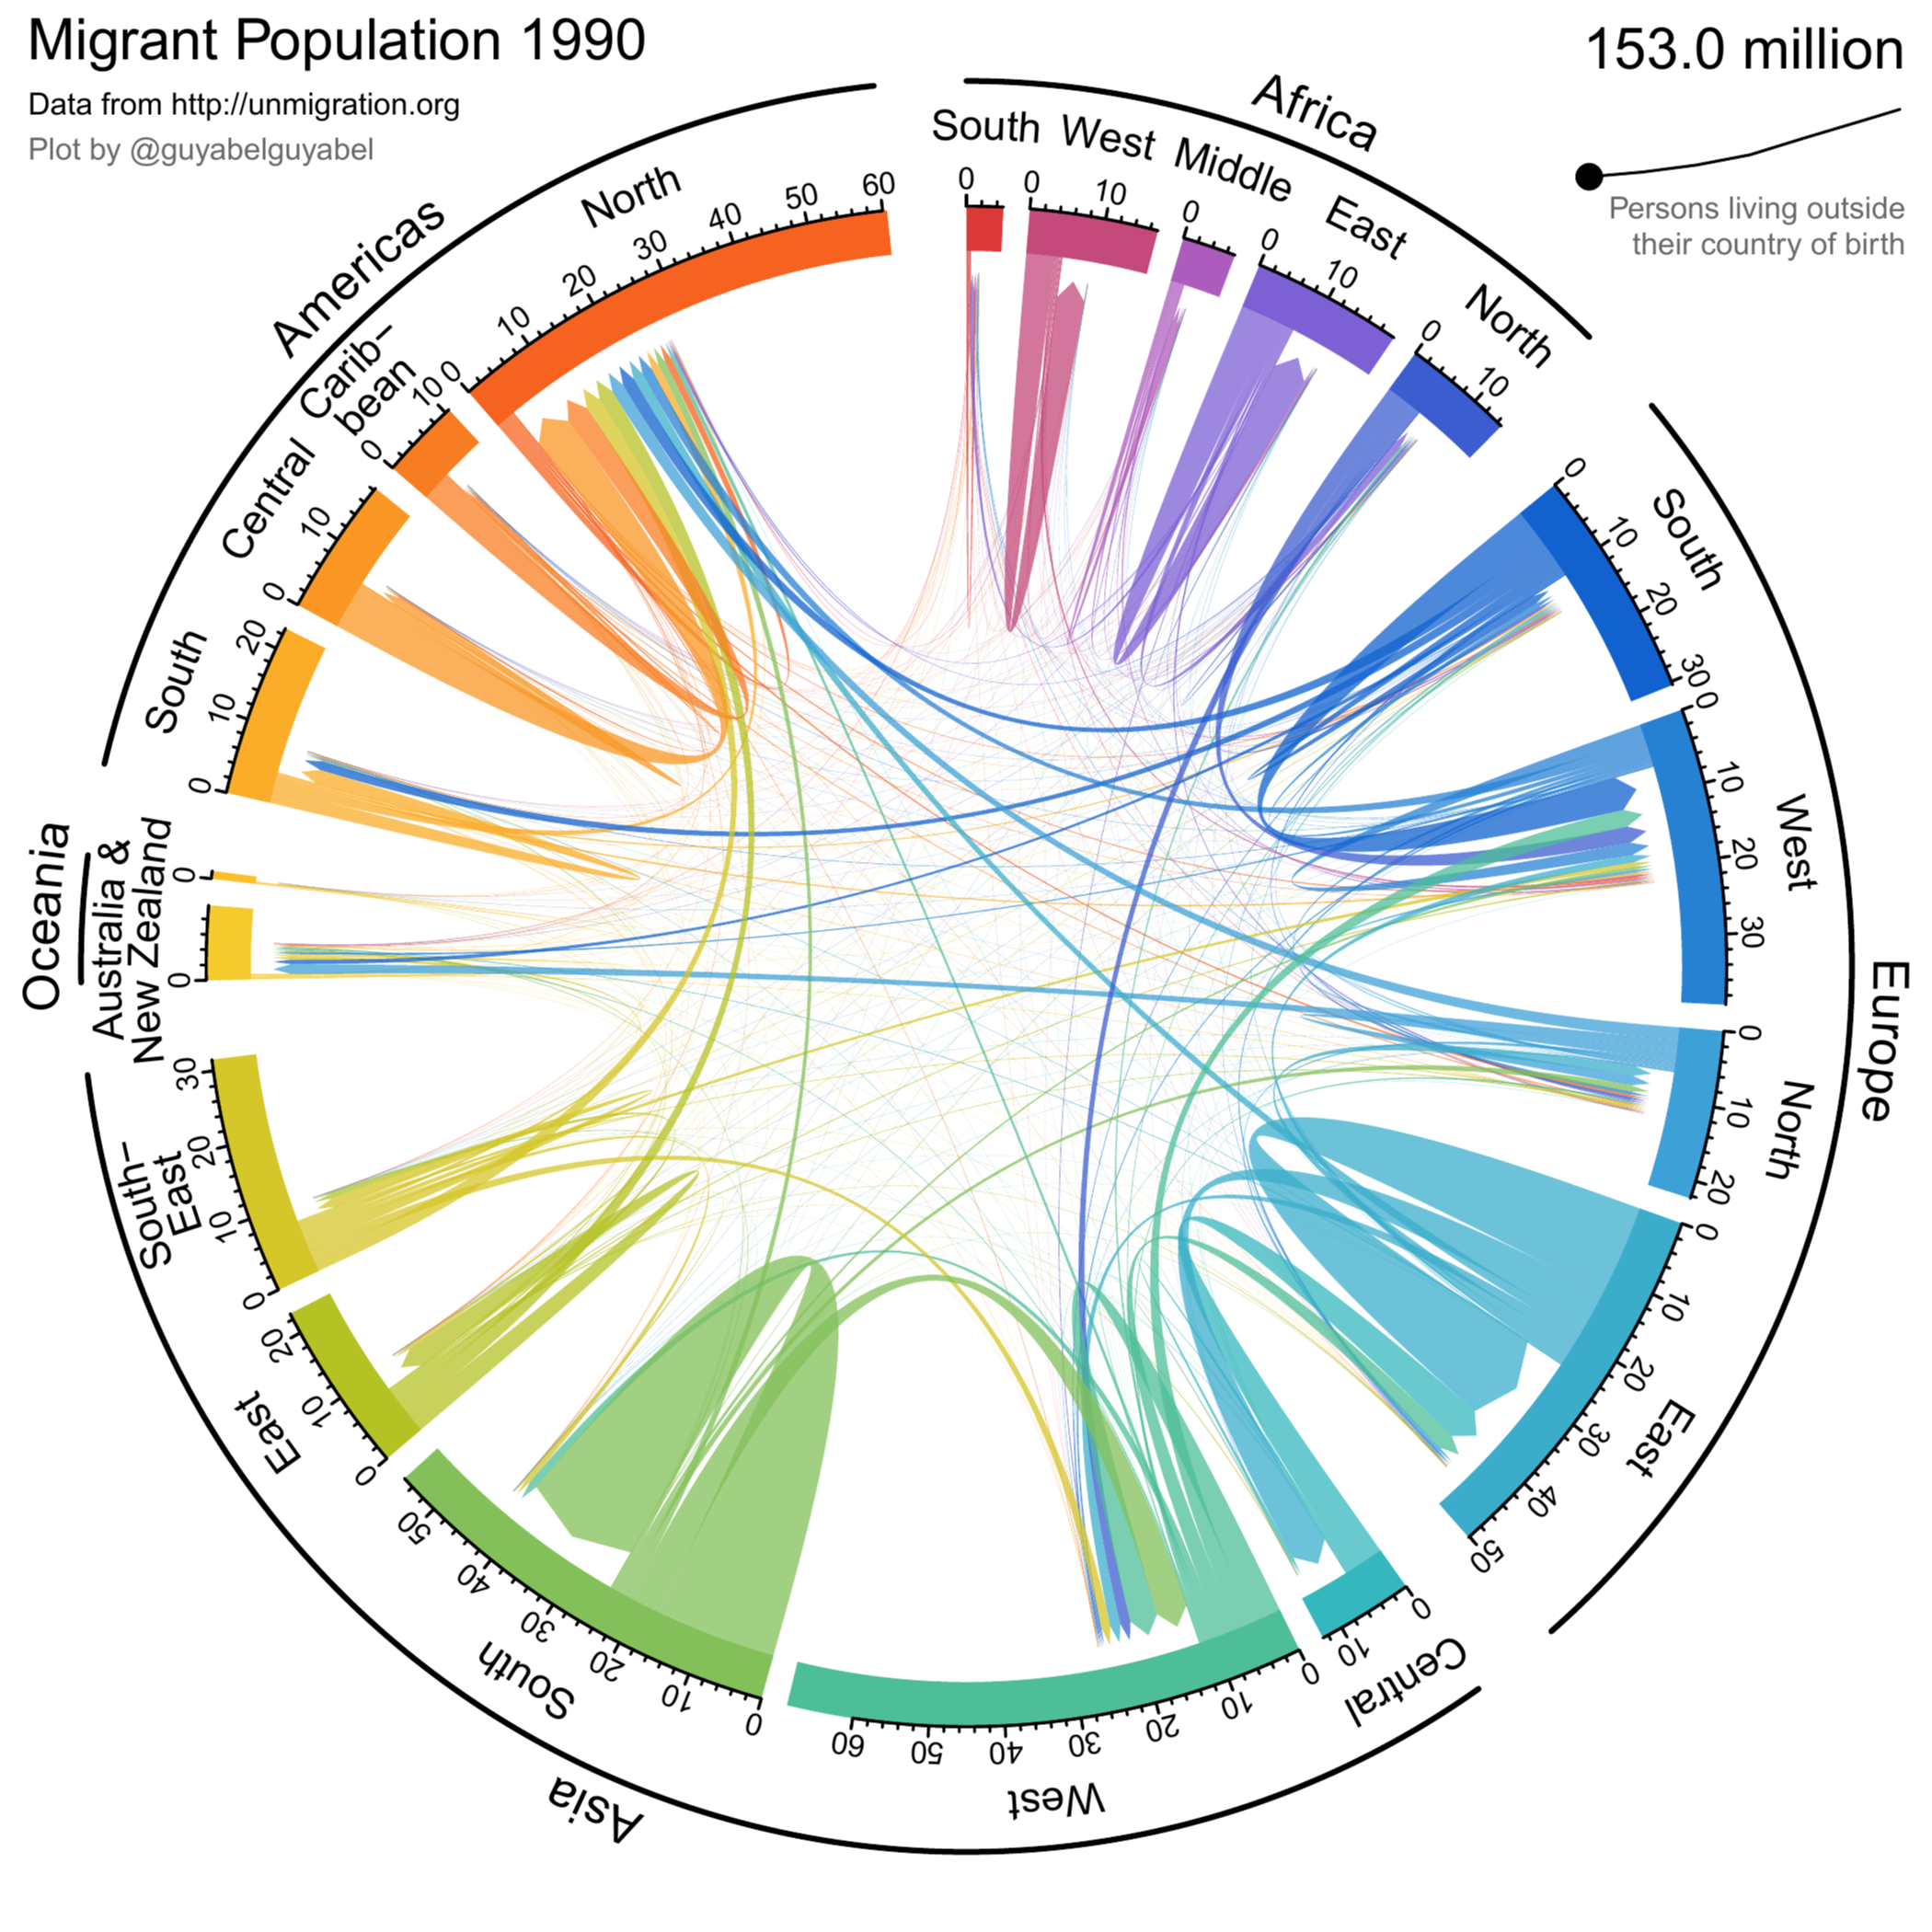 Migrant Population 1990
Data from http://unmigration.org
Plot by @guyabelguyabel
153.0 million
Persons living outside
their country of birth
Africa
South
0
West
0 10
Middle
0
East
0 10
North
0 10
Europe
South
0 10 20 30
West
0 10 20 30
North
0 10 20
East
0 10 20 30 40 50
Asia
Central
0 10
West
0 10 20 30 40 50 60
South
0 10 20 30 40 50
East
0 10 20
South–
East
0 10 20 30
Oceania
Australia &
New Zealand
0
0
Americas
South
0 10 20
Central
0 10
Carib–
bean
0 10
North
0 10 20 30 40 50 60